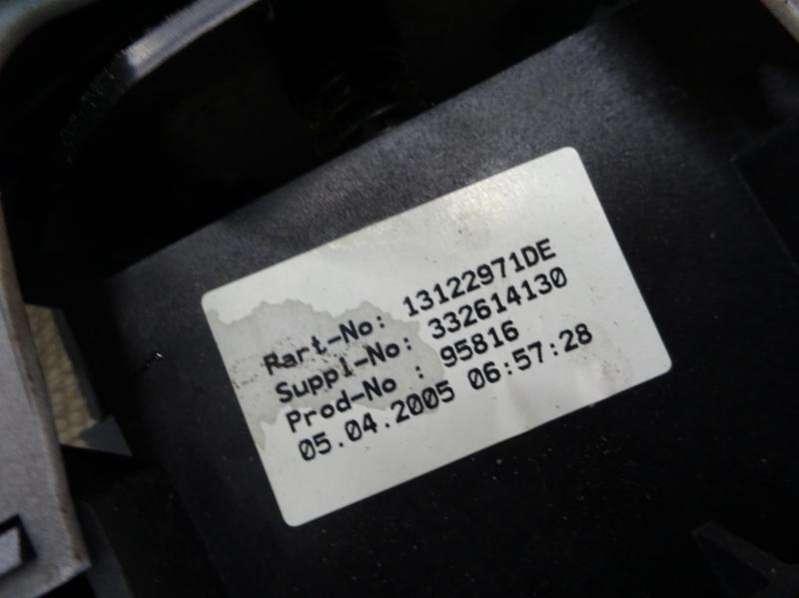 Part-No: 13122971DE
Suppl-No: 332614130
Prod-No : 95816
05.04.2005 06:57:28